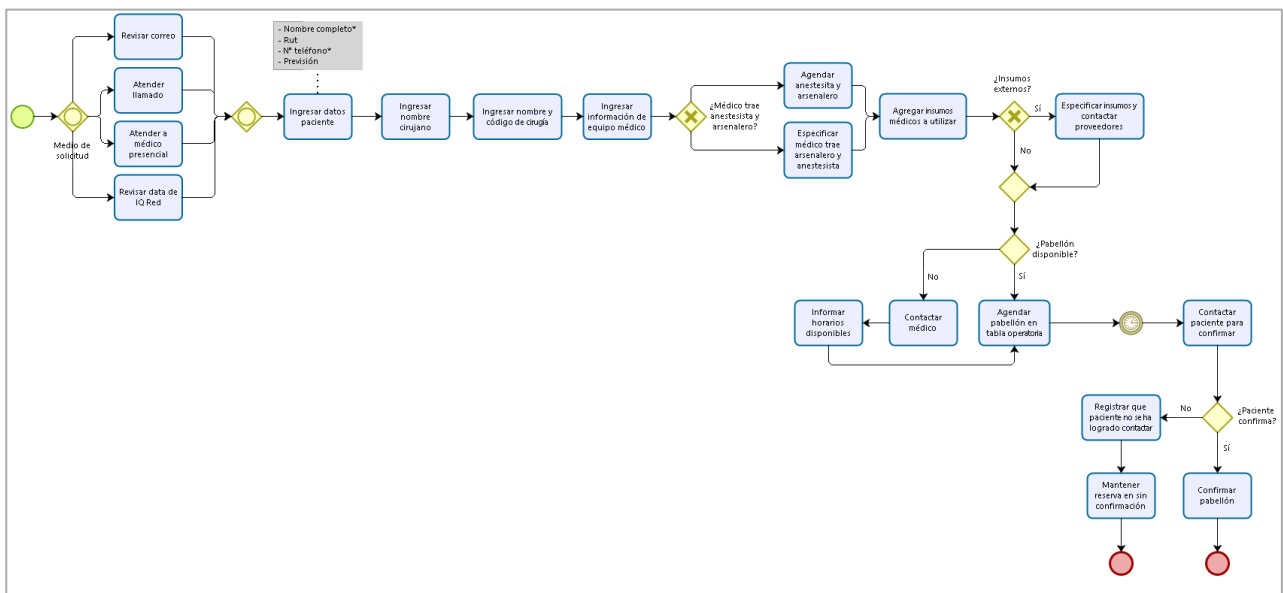 Revisar correo
Atender
llamado
Atender a
médico
presencial
Revisar data de
IQ Red
Medio de
solicitud
- Nombre completo*
- Rut
- N° teléfono*
- Previsión
Ingresar datos
paciente
Ingresar
nombre
cirujano
Ingresar nombre y
código de cirugía
Ingresar
información de
equipo médico
¿Médico trae
anestesista y
arsenalero?
Agendar
anestesita y
arsenalero
Especificar
médico trae
arsenalero y
anestesista
Agregar insumos
médicos a utilizar
¿Insumos
externos?
Sí
No
Especificar insumos y
contactar
proveedores
¿Pabellón
disponible?
No
Sí
Informar
horarios
disponibles
Contactar
médico
Agendar
pabellón en
tabla operatoria
Contactar
paciente para
confirmar
¿Paciente
confirma?
No
Sí
Registrar que
paciente no se ha
logrado contactar
Mantener
reserva en sin
confirmación
Confirmar
pabellón